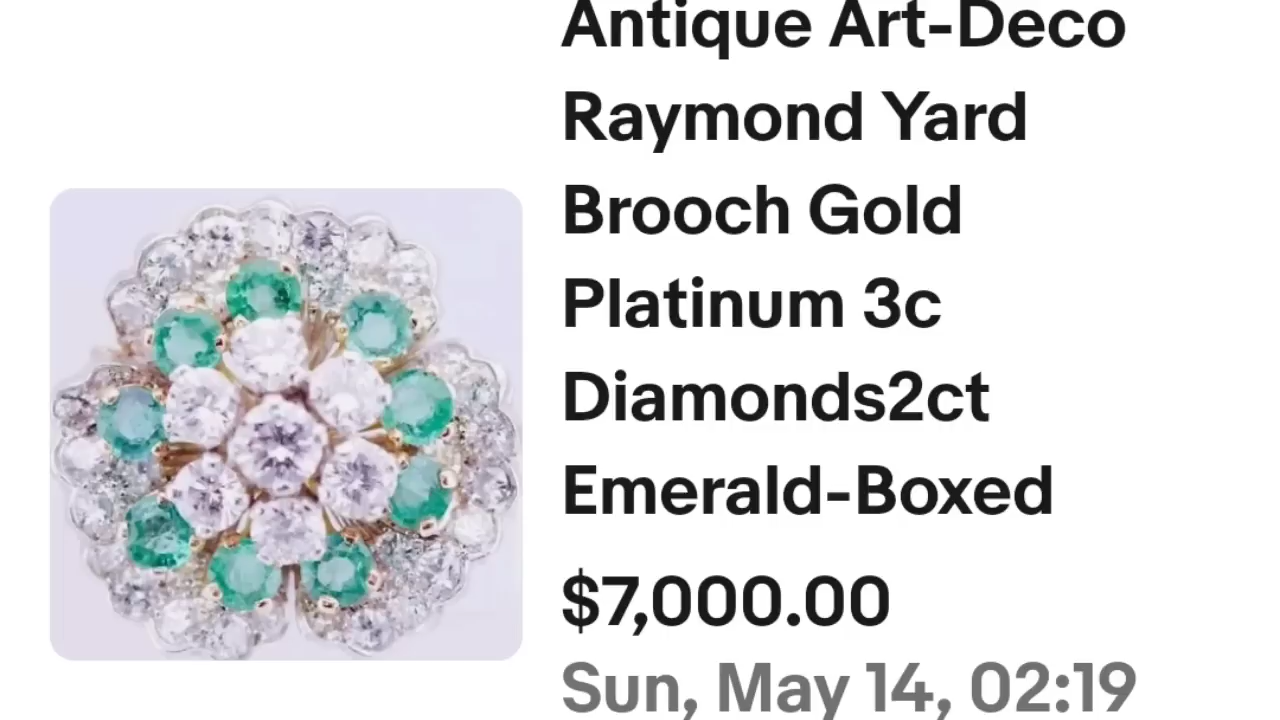 Antique Art-Deco
Raymond Yard
Brooch Gold
Platinum 3c
Diamonds2ct
Emerald-Boxed
$7,000.00
Sun, May 14, 02:19